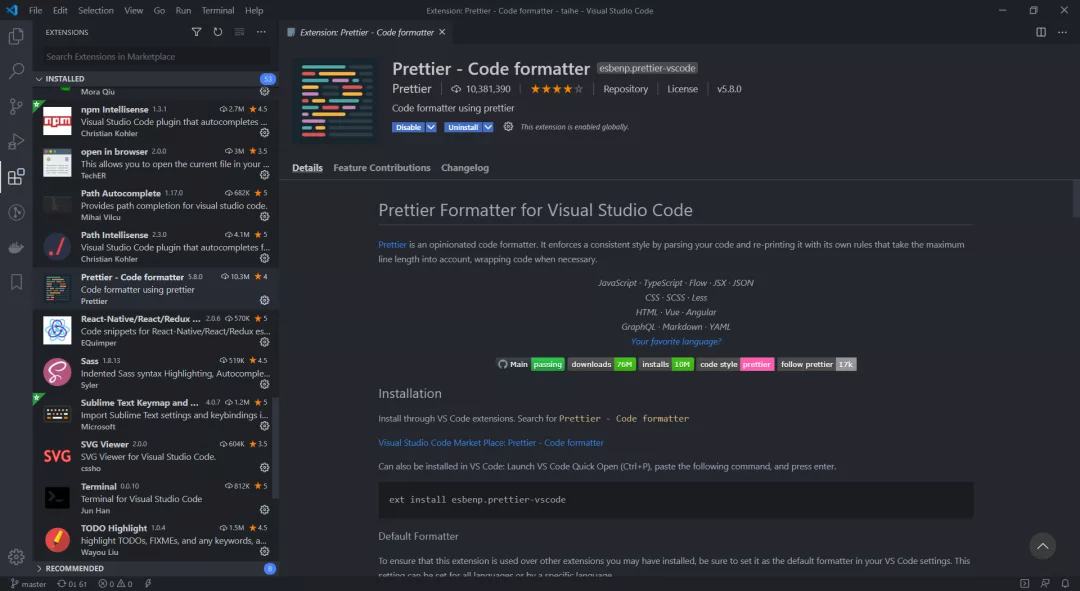 File Edit Selection View Go Run Terminal Help
Extension: Prettier - Code formatter - taihe - Visual Studio Code
EXTENSIONS
Search Extensions in Marketplace
INSTALLED 53
Mora Qiu
npm Intellisense 1.3.1 2.7M 4.5
Visual Studio Code plugin that autocompletes ...
Christian Kohler
open in browser 2.0.0 3M 3.5
This allows you to open the current file in your ...
TechER
Path Autocomplete 1.17.0 682K 5
Provides path completion for visual studio code.
Mihai Vilcu
Path Intellisense 2.3.0 4.1M 5
Visual Studio Code plugin that autocompletes f...
Christian Kohler
Prettier - Code formatter 5.8.0 10.3M 4
Code formatter using prettier
Prettier
React-Native/React/Redux ... 2.0.6 570K 5
Code snippets for React-Native/React/Redux es...
EQuimper
Sass 1.8.13 519K 4.5
Indented Sass syntax Highlighting, Autocomple...
Syler
Sublime Text Keymap and ... 4.0.7 1.2M 5
Import Sublime Text settings and keybindings i...
Microsoft
SVG
SVG Viewer 2.0.0 604K 3.5
SVG Viewer for Visual Studio Code.
cssho
Terminal 0.0.10 812K 5
Terminal for Visual Studio Code
Jun Han
TODO Highlight 1.0.4 1.5M 4.5
highlight TODOs, FIXMEs, and any keywords, a...
Wayou Liu
RECOMMENDED 8
Extension: Prettier - Code formatter
Prettier - Code formatter esbenp.prettier-vscode
Prettier 10,381,390 Repository License v5.8.0
Code formatter using prettier
Disable Uninstall This extension is enabled globally.
Details Feature Contributions Changelog
Prettier Formatter for Visual Studio Code
Prettier is an opinionated code formatter. It enforces a consistent style by parsing your code and re-printing it with its own rules that take the maximum
line length into account, wrapping code when necessary.
JavaScript · TypeScript · Flow · JSX · JSON
CSS · SCSS · Less
HTML · Vue · Angular
GraphQL · Markdown · YAML
Your favorite language?
Main passing downloads 76M installs 10M code style prettier follow prettier 17k
Installation
Install through VS Code extensions. Search for Prettier - Code formatter
Visual Studio Code Market Place: Prettier - Code formatter
Can also be installed in VS Code: Launch VS Code Quick Open (Ctrl+P), paste the following command, and press enter.
ext install esbenp.prettier-vscode
Default Formatter
To ensure that this extension is used over other extensions you may have installed, be sure to set it as the default formatter in your VS Code settings. This
setting can be set for all languages or by a specific language.
master 0↓ 6↑ 0 0